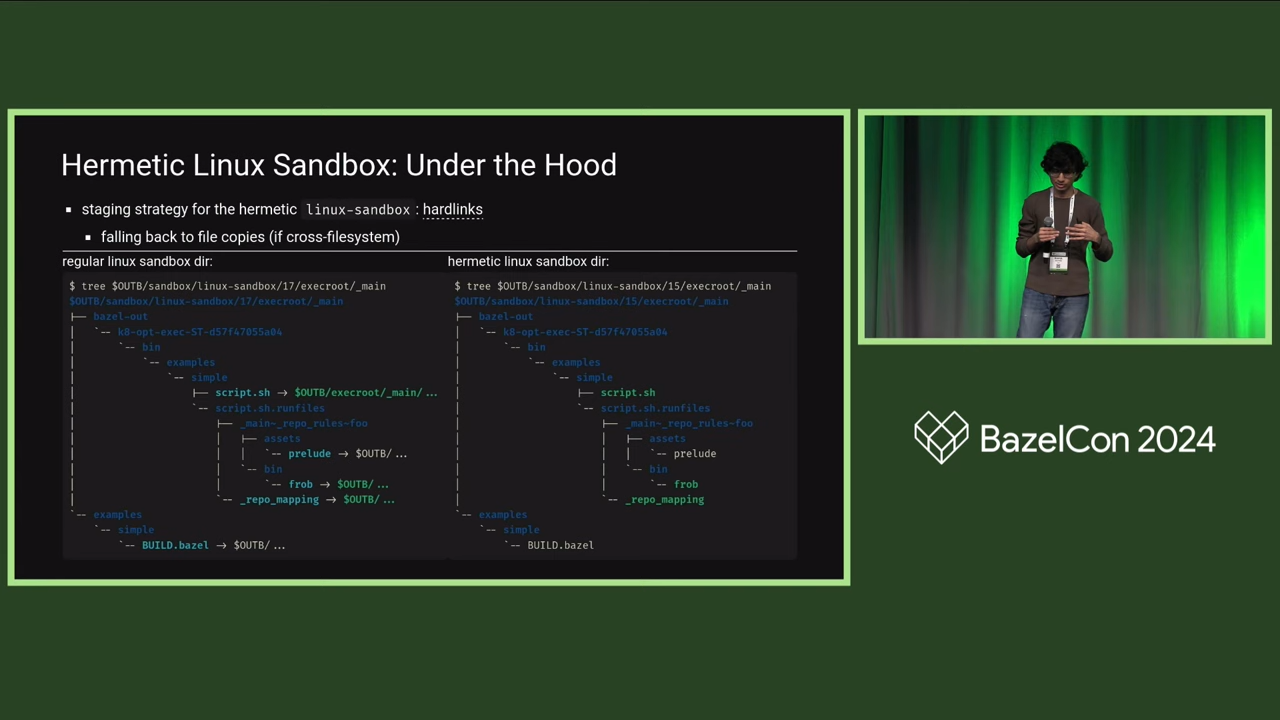 Hermetic Linux Sandbox: Under the Hood
▪ staging strategy for the hermetic linux-sandbox : hardlinks
▪ falling back to file copies (if cross-filesystem)
regular linux sandbox dir:
$ tree $OUTB/sandbox/linux-sandbox/17/execroot/_main
$OUTB/sandbox/linux-sandbox/17/execroot/_main
├── bazel-out
│   `-- k8-opt-exec-ST-d57f47055a04
│       `-- bin
│           `-- examples
│               `-- simple
│                   ├── script.sh → $OUTB/execroot/_main/...
│                   `-- script.sh.runfiles
│                       ├── _main~_repo_rules~foo
│                       │   ├── assets
│                       │   │   `-- prelude → $OUTB/...
│                       │   `-- bin
│                       │       `-- frob → $OUTB/...
│                       `-- _repo_mapping → $OUTB/...
`-- examples
    `-- simple
        `-- BUILD.bazel → $OUTB/...
hermetic linux sandbox dir:
$ tree $OUTB/sandbox/linux-sandbox/15/execroot/_main
$OUTB/sandbox/linux-sandbox/15/execroot/_main
├── bazel-out
│   `-- k8-opt-exec-ST-d57f47055a04
│       `-- bin
│           `-- examples
│               `-- simple
│                   ├── script.sh
│                   `-- script.sh.runfiles
│                       ├── _main~_repo_rules~foo
│                       │   ├── assets
│                       │   │   `-- prelude
│                       │   `-- bin
│                       │       `-- frob
│                       `-- _repo_mapping
`-- examples
    `-- simple
        `-- BUILD.bazel
BazelCon 2024